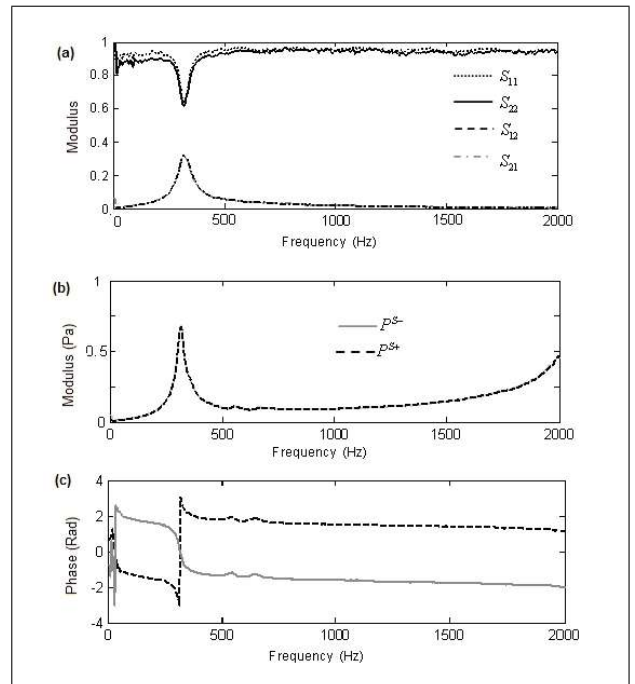 (a)
Modulus
1
0.8
0.6
0.4
0.2
0
S11
S22
S12
S21
0 500 1000 1500 2000
Frequency (Hz)
(b)
Modulus (Pa)
1
0.5
0
P^S-
P^S+
0 500 1000 1500 2000
Frequency (Hz)
(c)
Phase (Rad)
4
2
0
-2
-4
0 500 1000 1500 2000
Frequency (Hz)